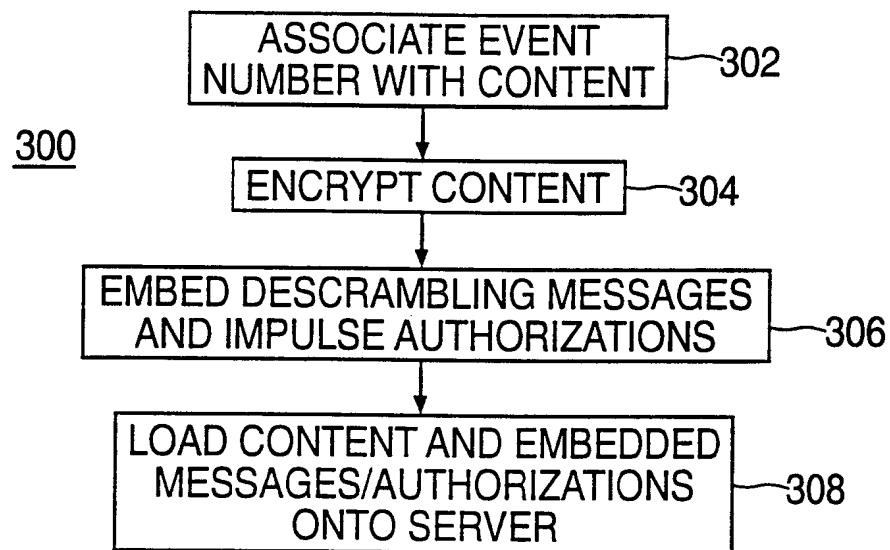 ASSOCIATE EVENT
NUMBER WITH CONTENT
302
300
ENCRYPT CONTENT
304
EMBED DESCRAMBLING MESSAGES
AND IMPULSE AUTHORIZATIONS
306
LOAD CONTENT AND EMBEDDED
MESSAGES/AUTHORIZATIONS
ONTO SERVER
308